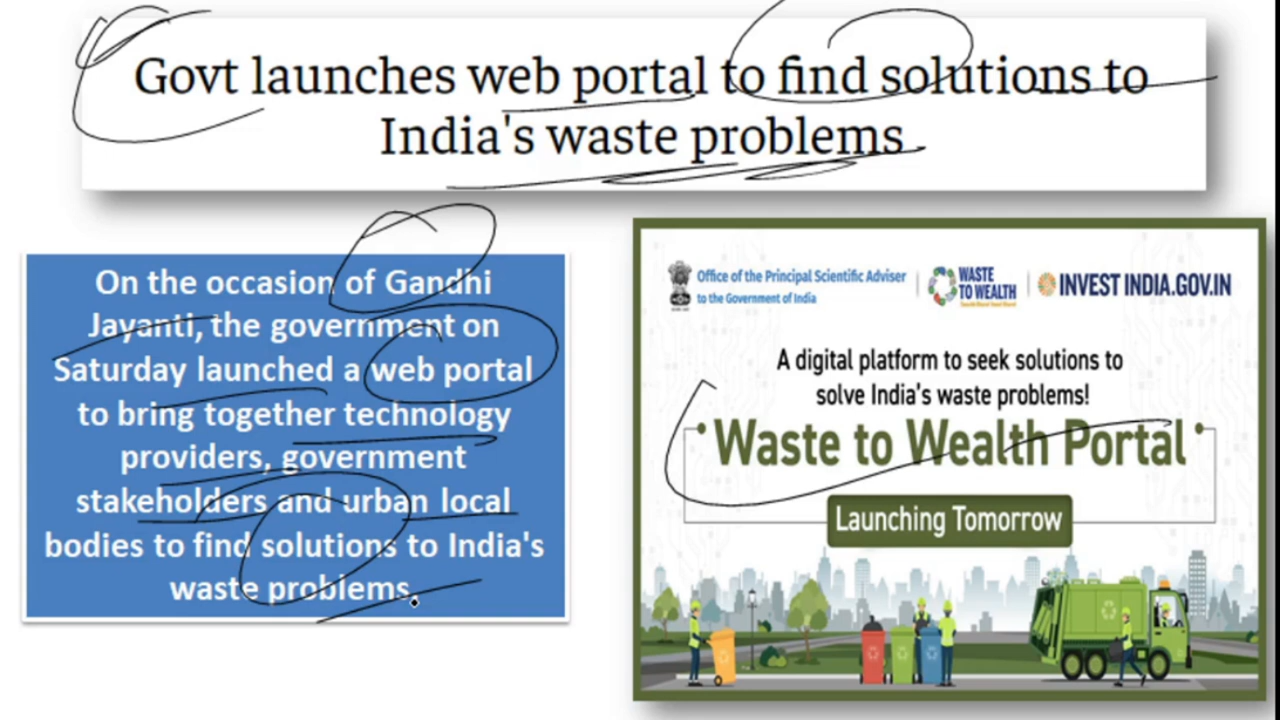 Govt launches web portal to find solutions to
India's waste problems
On the occasion of Gandhi
Jayanti, the government on
Saturday launched a web portal
to bring together technology
providers, government
stakeholders and urban local
bodies to find solutions to India's
waste problems.
Office of the Principal Scientific Adviser
to the Government of India
WASTE
TO WEALTH
INVEST INDIA.GOV.IN
A digital platform to seek solutions to
solve India's waste problems!
Waste to Wealth Portal
Launching Tomorrow